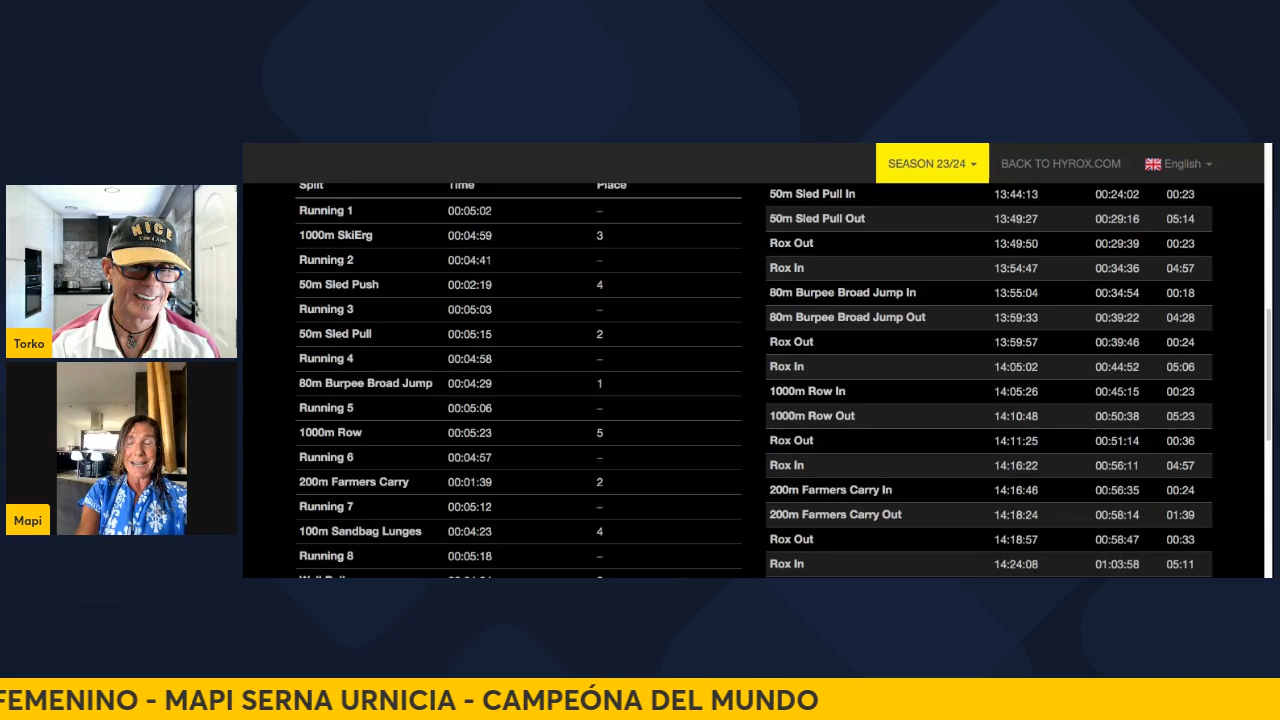 SEASON 23/24 BACK TO HYROX.COM English
Split Time Place
Running 1 00:05:02 –
1000m SkiErg 00:04:59 3
Running 2 00:04:41 –
50m Sled Push 00:02:19 4
Running 3 00:05:03 –
50m Sled Pull 00:05:15 2
Running 4 00:04:58 –
80m Burpee Broad Jump 00:04:29 1
Running 5 00:05:06 –
1000m Row 00:05:23 5
Running 6 00:04:57 –
200m Farmers Carry 00:01:39 2
Running 7 00:05:12 –
100m Sandbag Lunges 00:04:23 4
Running 8 00:05:18 –
50m Sled Pull In 13:44:13 00:24:02 00:23
50m Sled Pull Out 13:49:27 00:29:16 05:14
Rox Out 13:49:50 00:29:39 00:23
Rox In 13:54:47 00:34:36 04:57
80m Burpee Broad Jump In 13:55:04 00:34:54 00:18
80m Burpee Broad Jump Out 13:59:33 00:39:22 04:28
Rox Out 13:59:57 00:39:46 00:24
Rox In 14:05:02 00:44:52 05:06
1000m Row In 14:05:26 00:45:15 00:23
1000m Row Out 14:10:48 00:50:38 05:23
Rox Out 14:11:25 00:51:14 00:36
Rox In 14:16:22 00:56:11 04:57
200m Farmers Carry In 14:16:46 00:56:35 00:24
200m Farmers Carry Out 14:18:24 00:58:14 01:39
Rox Out 14:18:57 00:58:47 00:33
Rox In 14:24:08 01:03:58 05:11
NICE
Torko
Mapi
FEMENINO - MAPI SERNA URNICIA - CAMPEÓNA DEL MUNDO